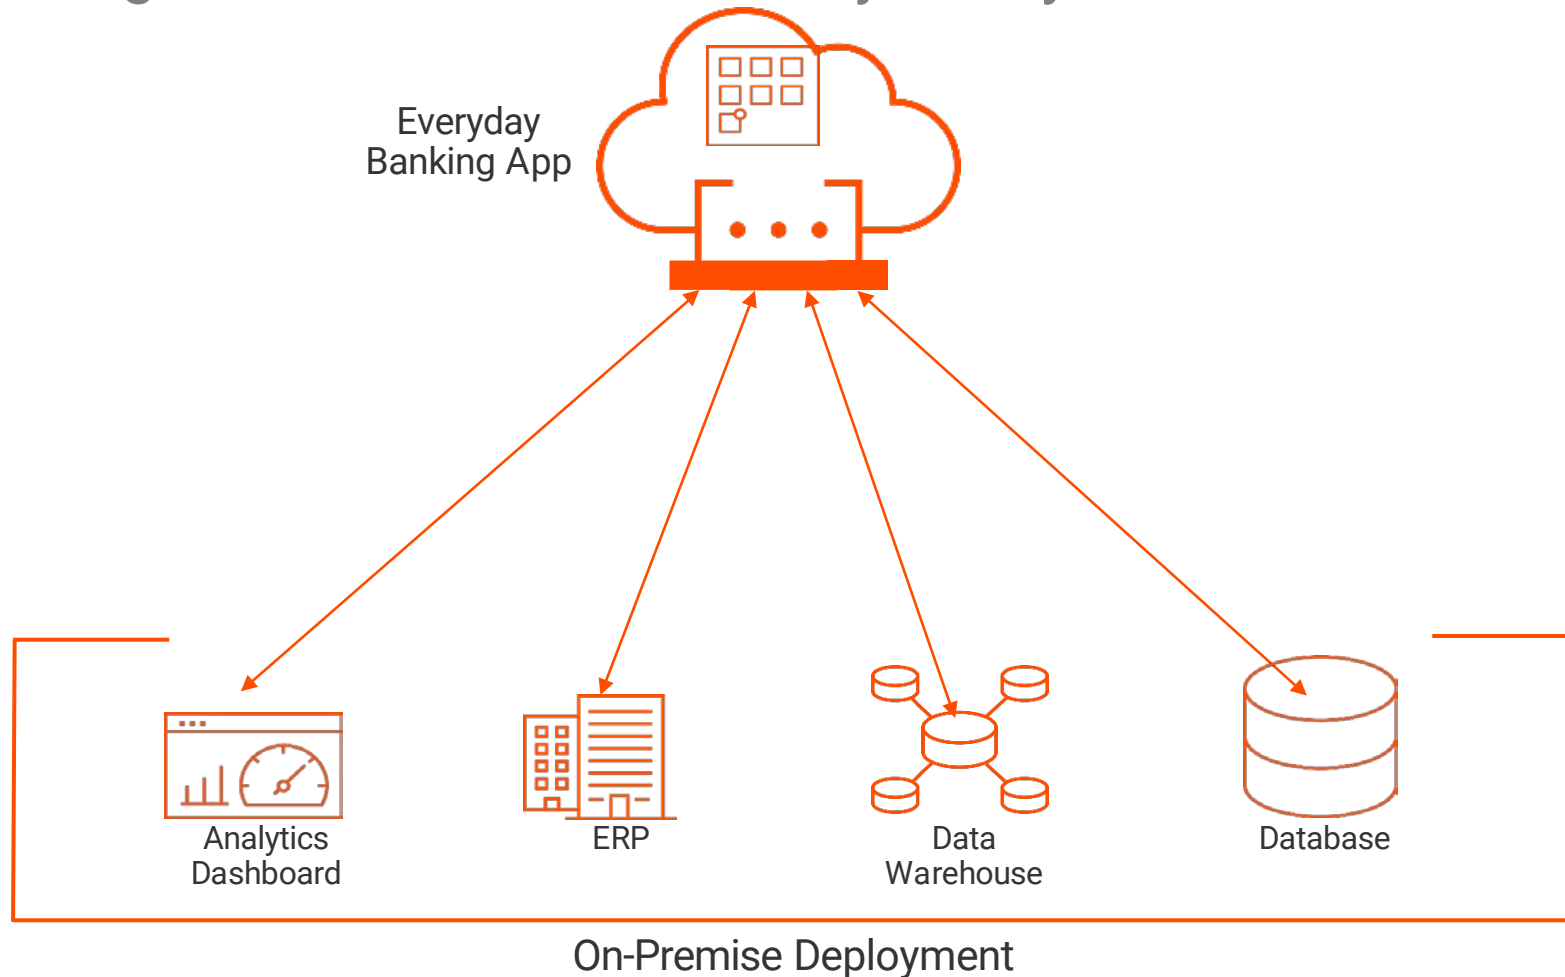 Everyday
Banking App
Analytics
Dashboard
ERP
Data
Warehouse
Database
On-Premise Deployment